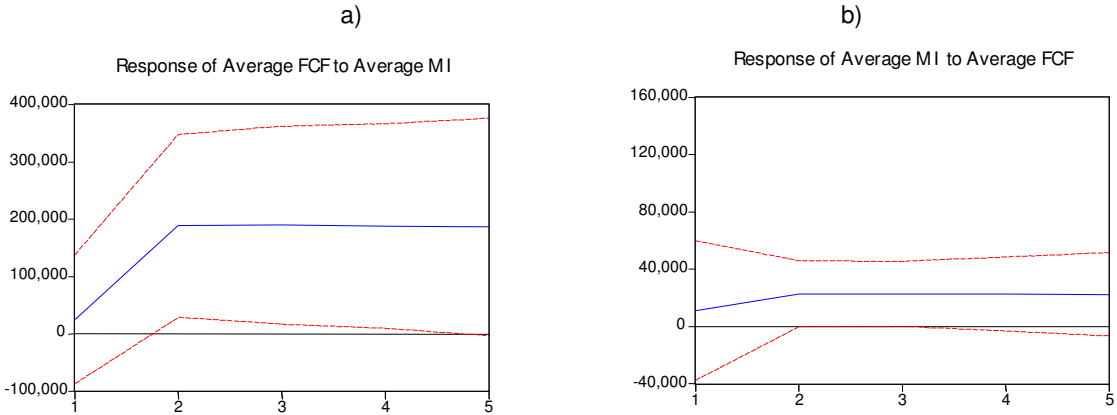 a)
Response of Average FCF to Average MI
400,000
300,000
200,000
100,000
0
-100,000
1 2 3 4 5
b)
Response of Average MI to Average FCF
160,000
120,000
80,000
40,000
0
-40,000
1 2 3 4 5